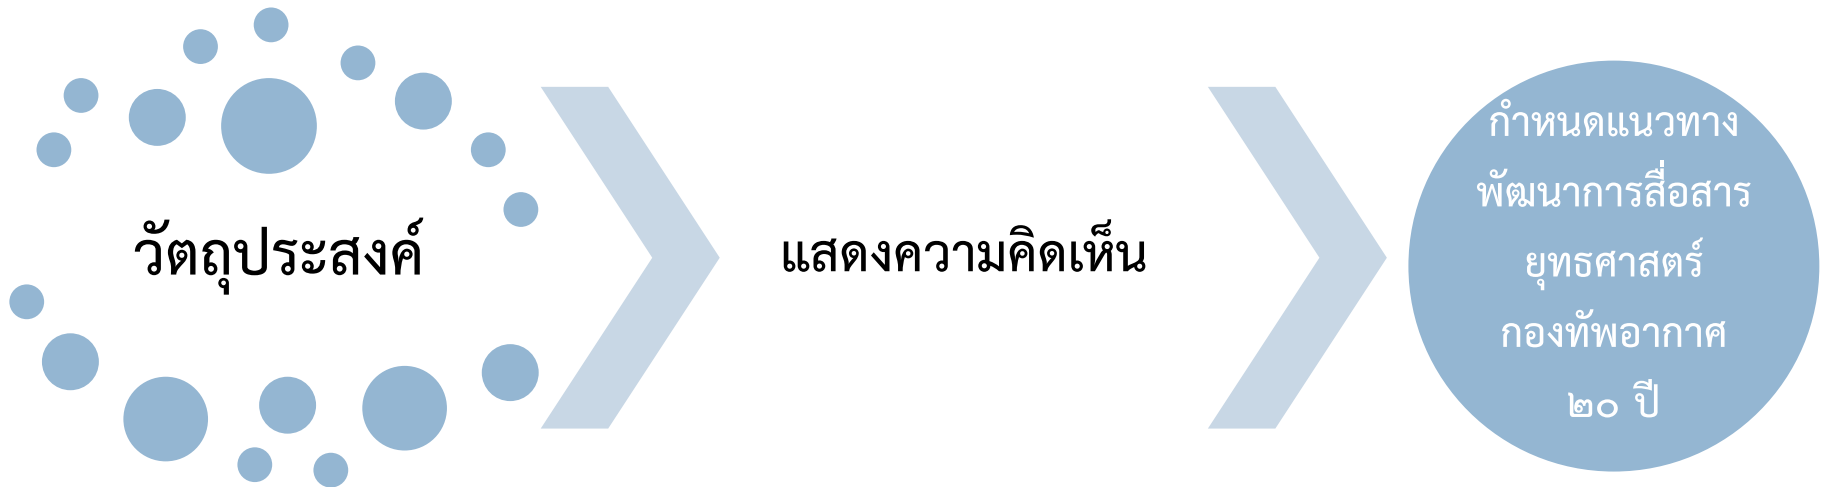 วัตถุประสงค์
แสดงความคิดเห็น
กำหนดแนวทาง
พัฒนาการสื่อสาร
ยุทธศาสตร์
กองทัพอากาศ
๒๐ ปี